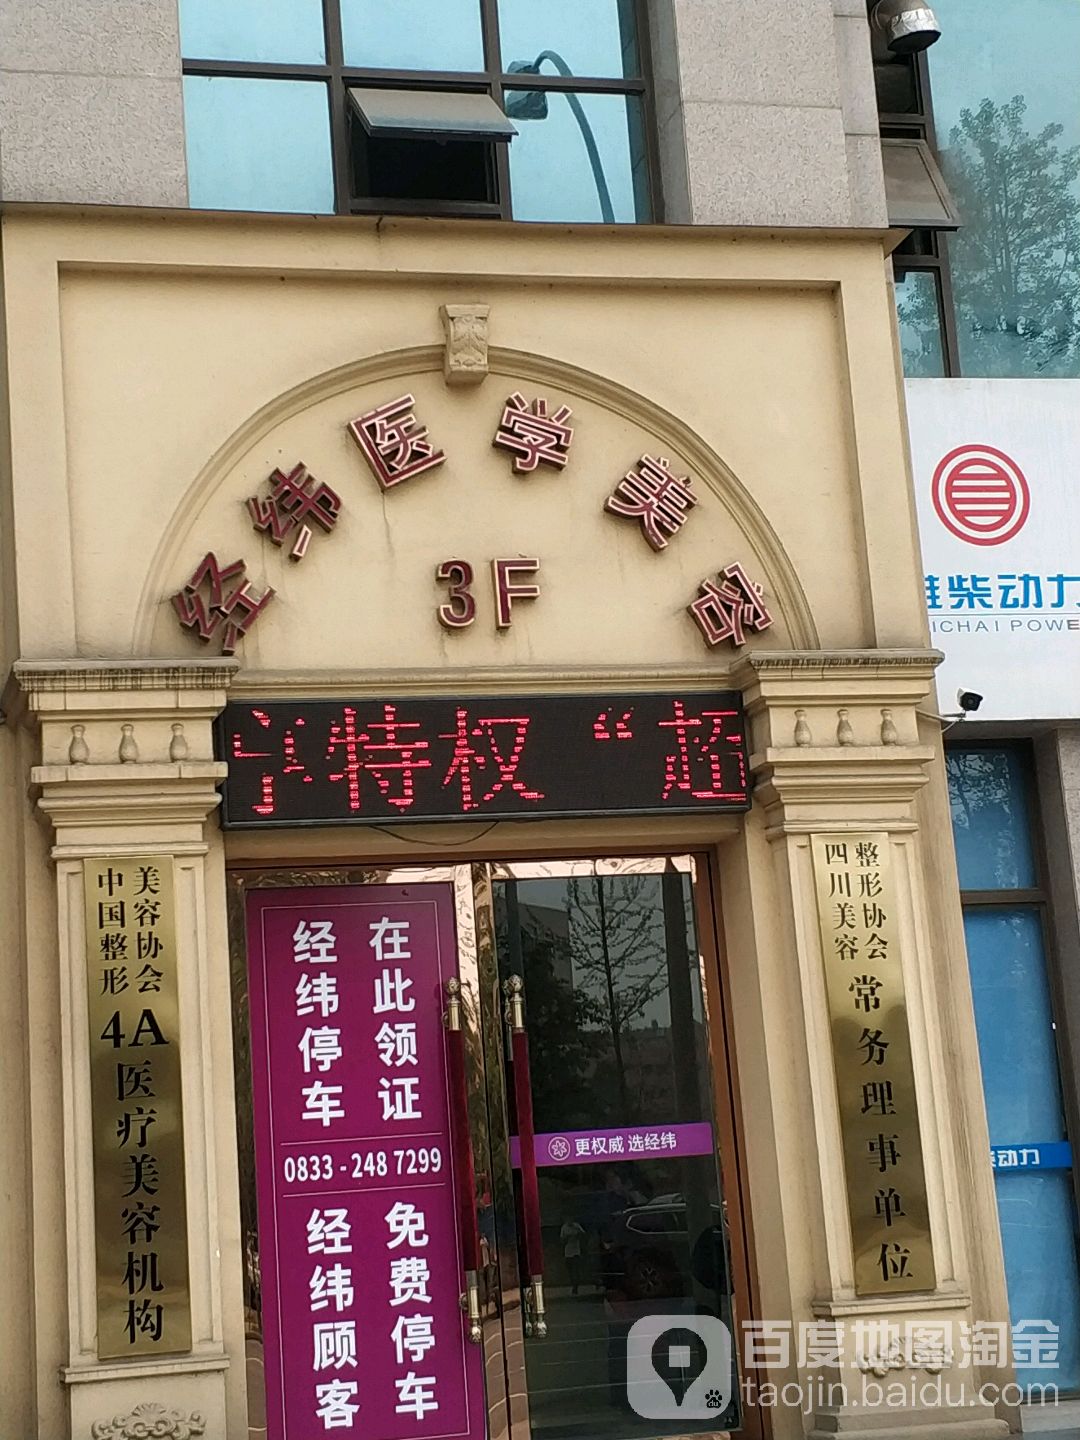 经纬医学美容
3F
特权“超
中国整形
美容协会
4A医疗美容机构
四川美容
整形协会
常务理事单位
经纬停车
在此领证
0833-248 7299
经纬顾客
免费停车
更权威 选经纬
柴动力
ICHAI POWE
动力
百度地图淘金
taojin.baidu.com
du